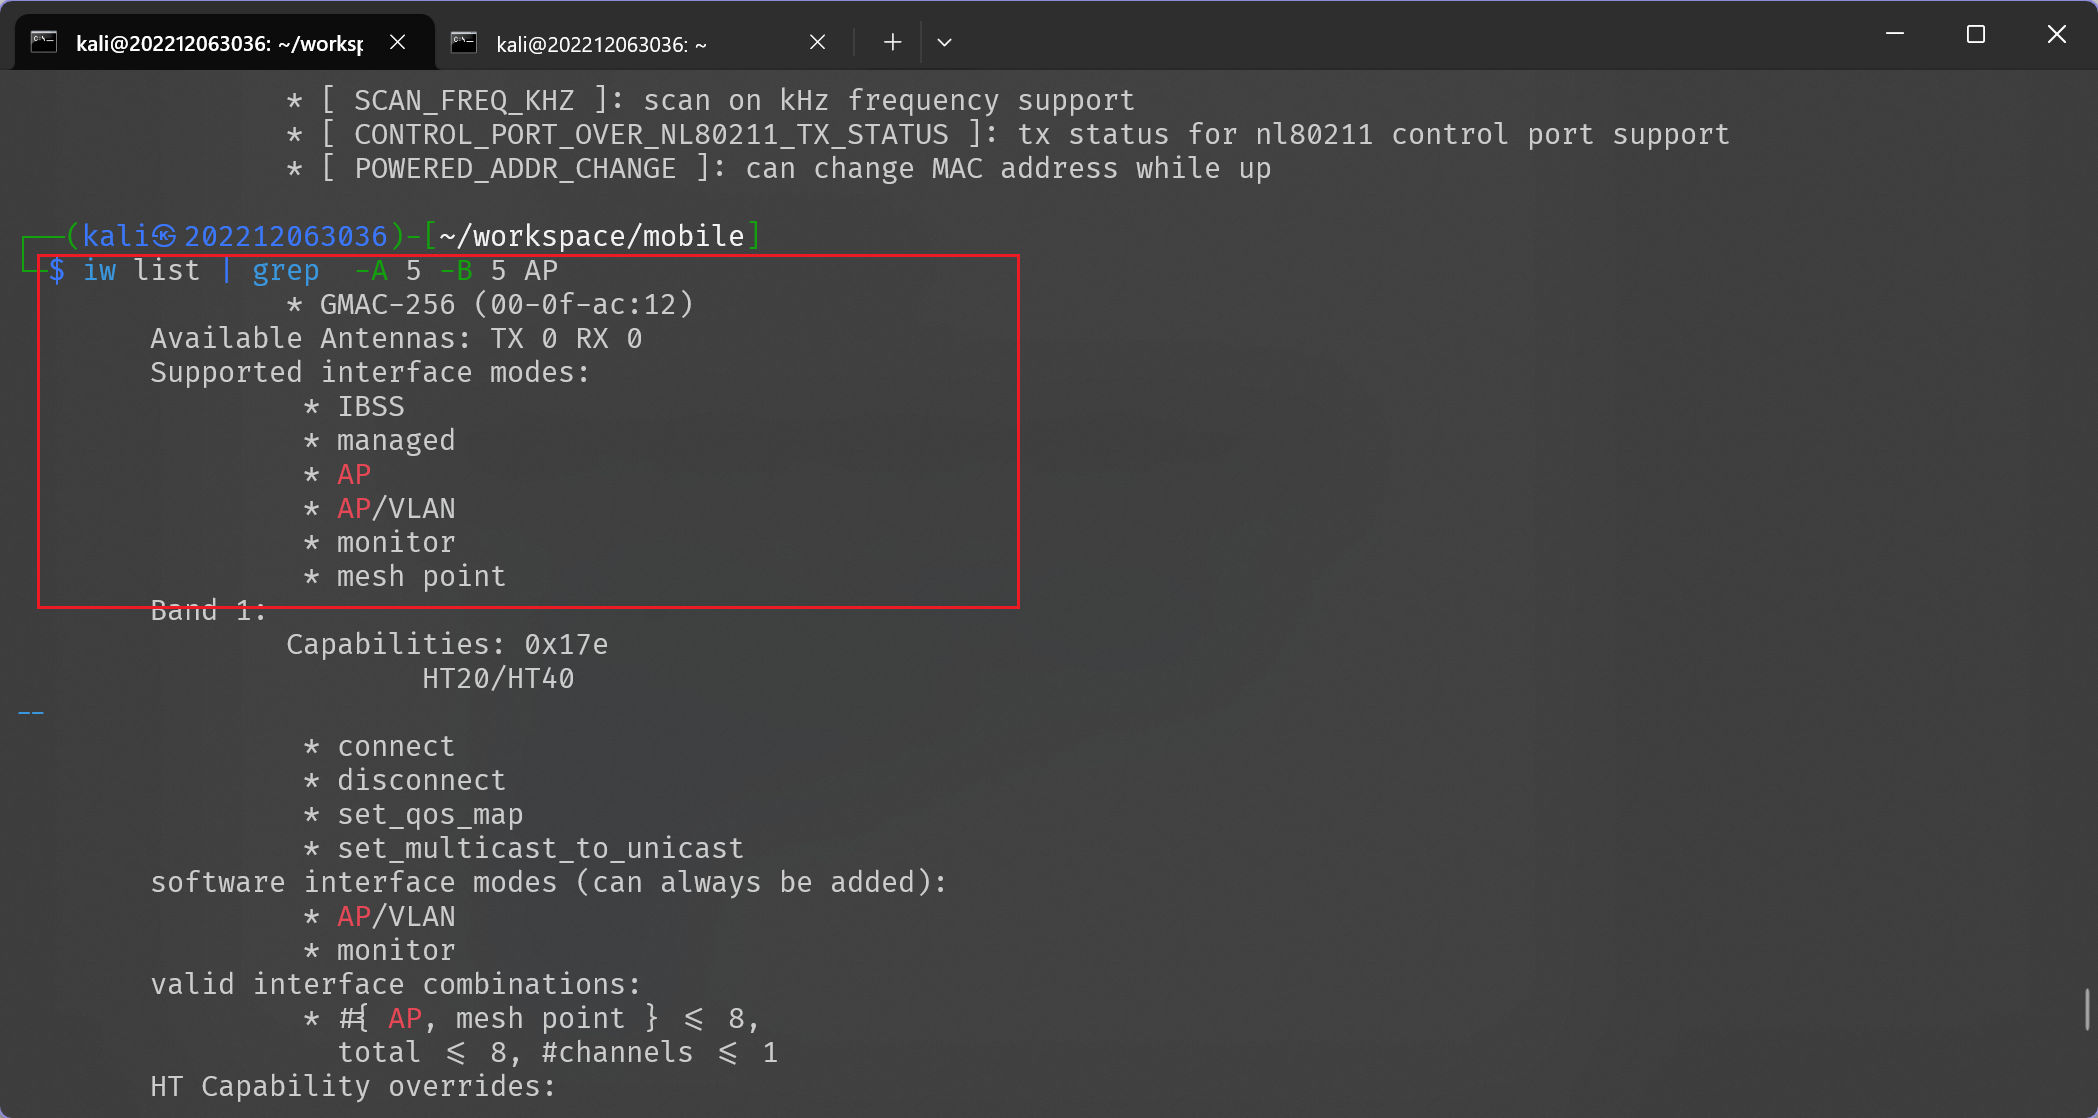 kali@202212063036: ~/worksp
kali@202212063036: ~
* [ SCAN_FREQ_KHZ ]: scan on kHz frequency support
* [ CONTROL_PORT_OVER_NL80211_TX_STATUS ]: tx status for nl80211 control port support
* [ POWERED_ADDR_CHANGE ]: can change MAC address while up
┌──(kali㉿202212063036)-[~/workspace/mobile]
└─$ iw list | grep  -A 5 -B 5 AP
* GMAC-256 (00-0f-ac:12)
Available Antennas: TX 0 RX 0
Supported interface modes:
* IBSS
* managed
* AP
* AP/VLAN
* monitor
* mesh point
Band 1:
Capabilities: 0x17e
HT20/HT40
--
* connect
* disconnect
* set_qos_map
* set_multicast_to_unicast
software interface modes (can always be added):
* AP/VLAN
* monitor
valid interface combinations:
* #{ AP, mesh point } <= 8,
total <= 8, #channels <= 1
HT Capability overrides: